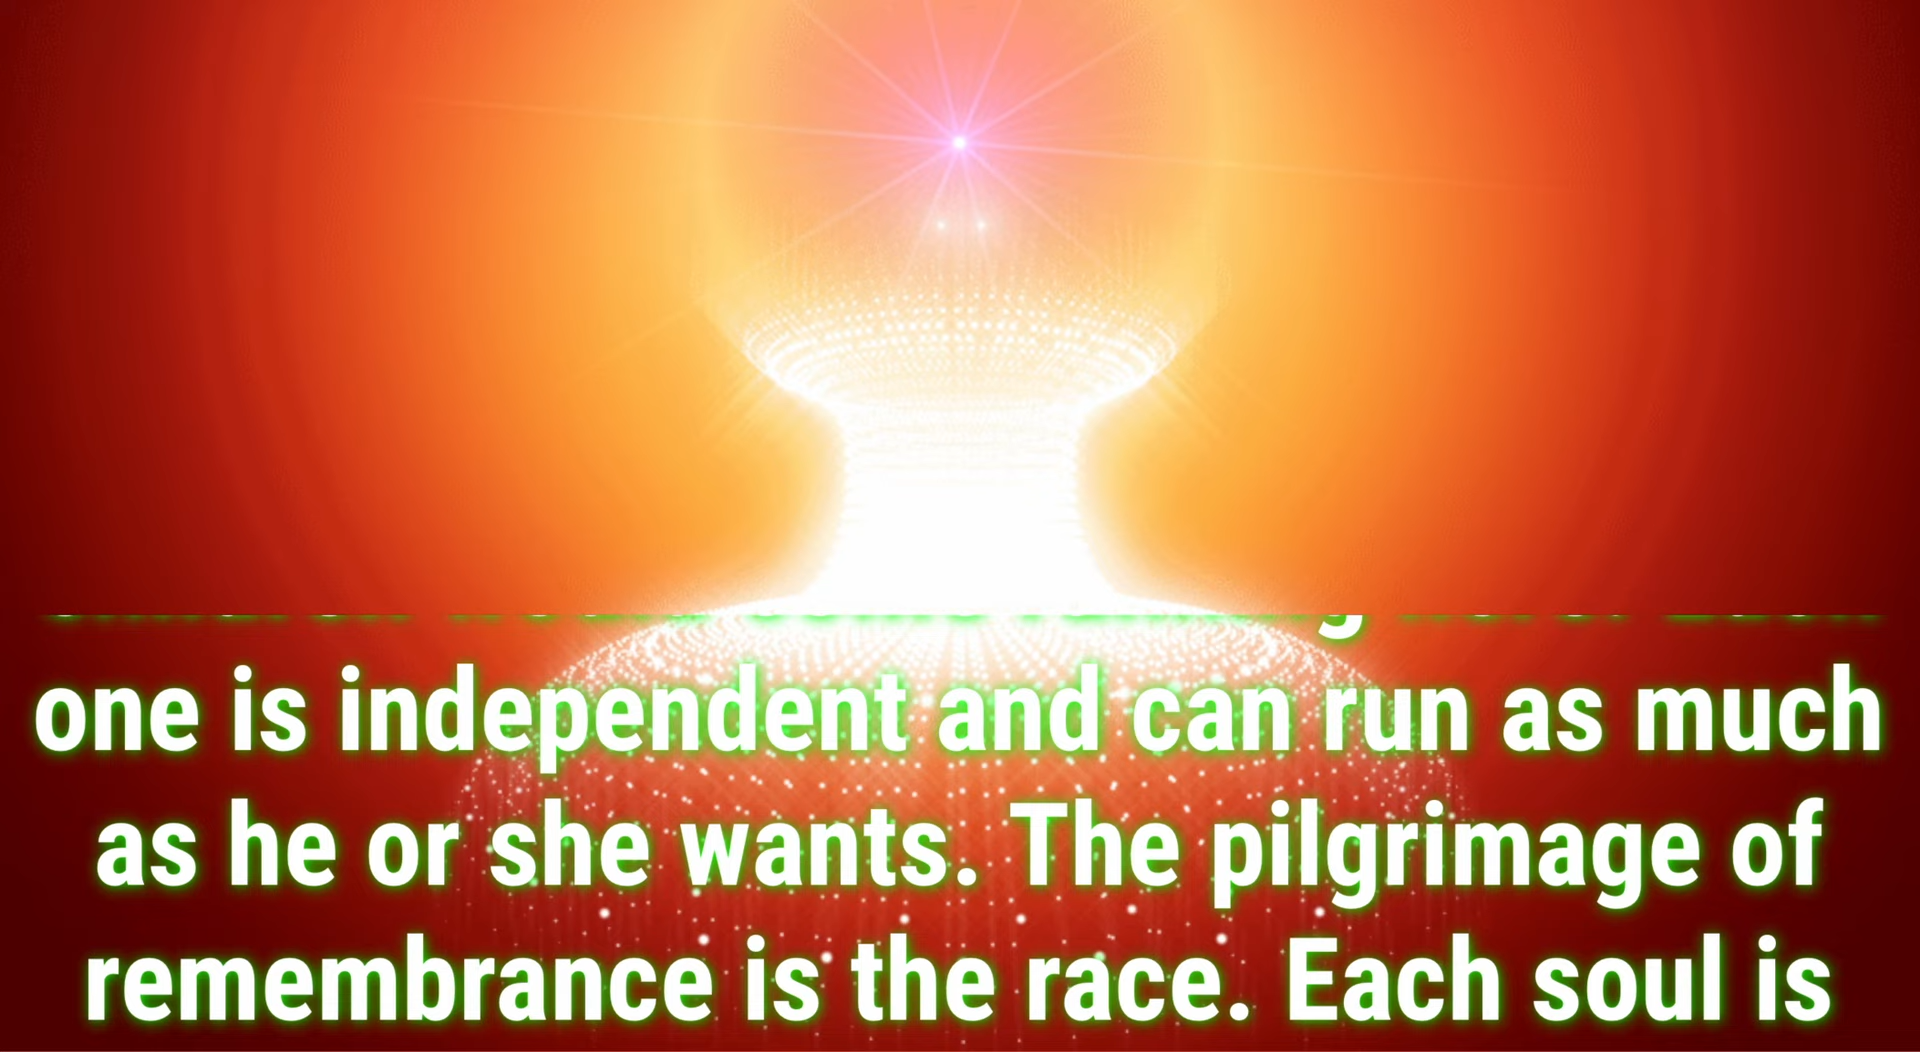 one is independent and can run as much
as he or she wants. The pilgrimage of
remembrance is the race. Each soul is